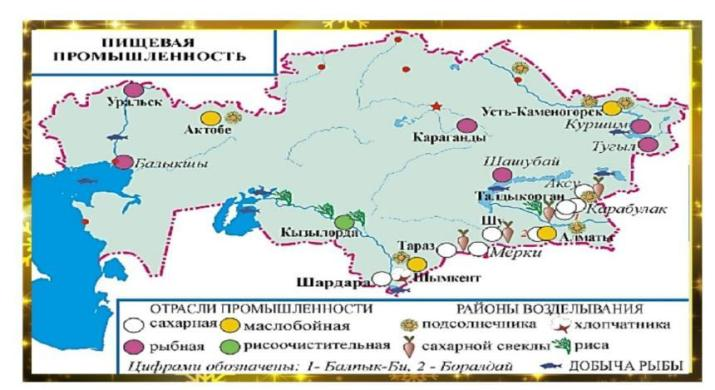 ПИЩЕВАЯ
ПРОМЫШЛЕННОСТЬ
Уральск
Актобе
Усть-Каменогорск
Куршим
Караганды
Тугыл
Балыкшы
Шашубай
Аксу
Талдыкорган
Карабулак
Кызылорда
Шу
Алматы
Тараз
Мерки
Шардара
Шымкент
ОТРАСЛИ ПРОМЫШЛЕННОСТИ
РАЙОНЫ ВОЗДЕЛЫВАНИЯ
сахарная
маслобойная
подсолнечника
хлопчатника
рыбная
рисоочистительная
сахарной свеклы
риса
Цифрами обозначены: 1- Балпык-Би, 2 - Боралдай
ДОБЫЧА РЫБЫ